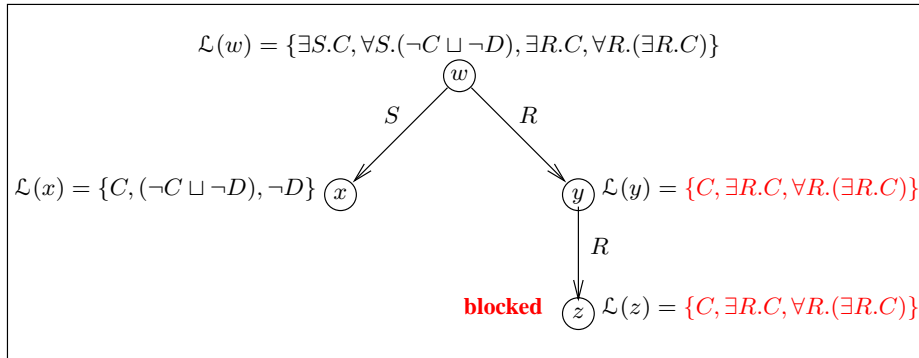 ℒ(w) = {∃S.C, ∀S.(¬C ⊔ ¬D), ∃R.C, ∀R.(∃R.C)}
w
S
R
ℒ(x) = {C, (¬C ⊔ ¬D), ¬D} x y ℒ(y) = {C, ∃R.C, ∀R.(∃R.C)}
R
blocked z ℒ(z) = {C, ∃R.C, ∀R.(∃R.C)}